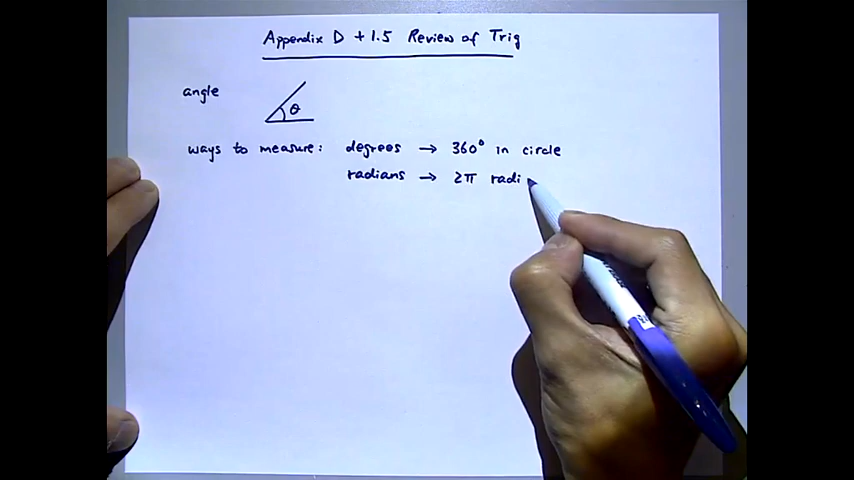 Appendix D + 1.5 Review of Trig
angle θ
ways to measure: degrees → 360° in circle
radians → 2π radi